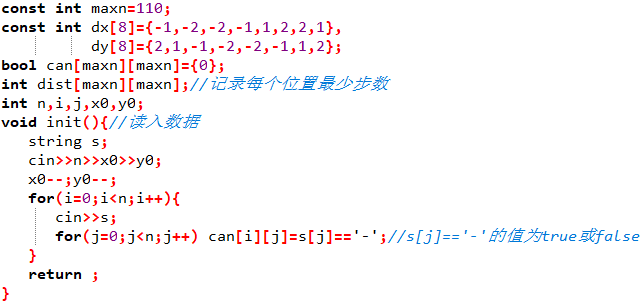 const int maxn=110;
const int dx[8]={-1,-2,-2,-1,1,2,2,1},
dy[8]={2,1,-1,-2,-2,-1,1,2};
bool can[maxn][maxn]={0};
int dist[maxn][maxn];//记录每个位置最少步数
int n,i,j,x0,y0;
void init(){//读入数据
string s;
cin>>n>>x0>>y0;
x0--;y0--;
for(i=0;i<n;i++){
cin>>s;
for(j=0;j<n;j++) can[i][j]=s[j]=='-';//s[j]=='-'的值为true或false
}
return ;
}